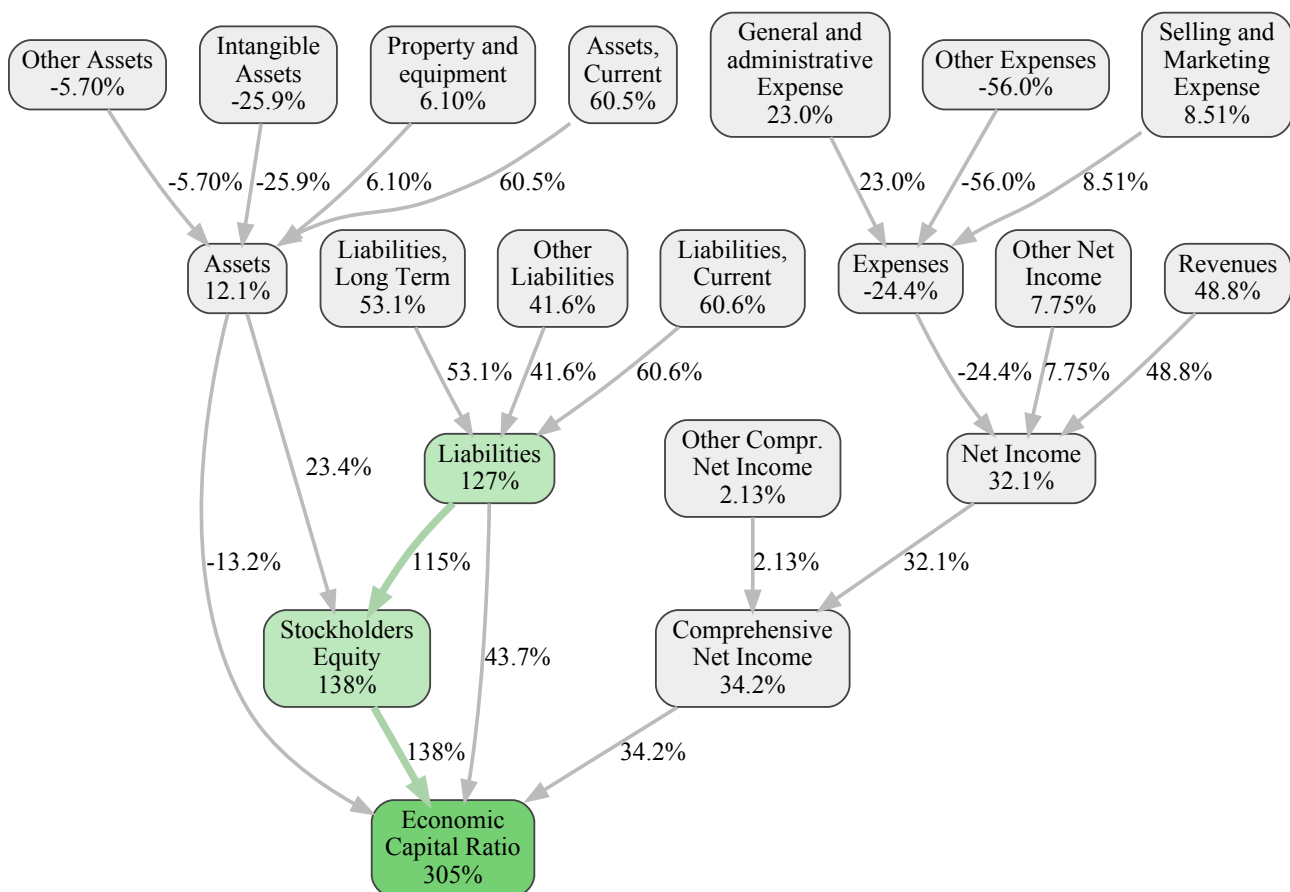 Other Assets
-5.70%
Intangible
Assets
-25.9%
Property and
equipment
6.10%
Assets,
Current
60.5%
General and
administrative
Expense
23.0%
Other Expenses
-56.0%
Selling and
Marketing
Expense
8.51%
-5.70%
-25.9%
6.10%
60.5%
23.0%
-56.0%
8.51%
Assets
12.1%
Liabilities,
Long Term
53.1%
Other
Liabilities
41.6%
Liabilities,
Current
60.6%
Expenses
-24.4%
Other Net
Income
7.75%
Revenues
48.8%
53.1%
41.6%
60.6%
-24.4%
7.75%
48.8%
23.4%
Liabilities
127%
Other Compr.
Net Income
2.13%
Net Income
32.1%
-13.2%
115%
2.13%
32.1%
Stockholders
Equity
138%
43.7%
Comprehensive
Net Income
34.2%
138%
34.2%
Economic
Capital Ratio
305%